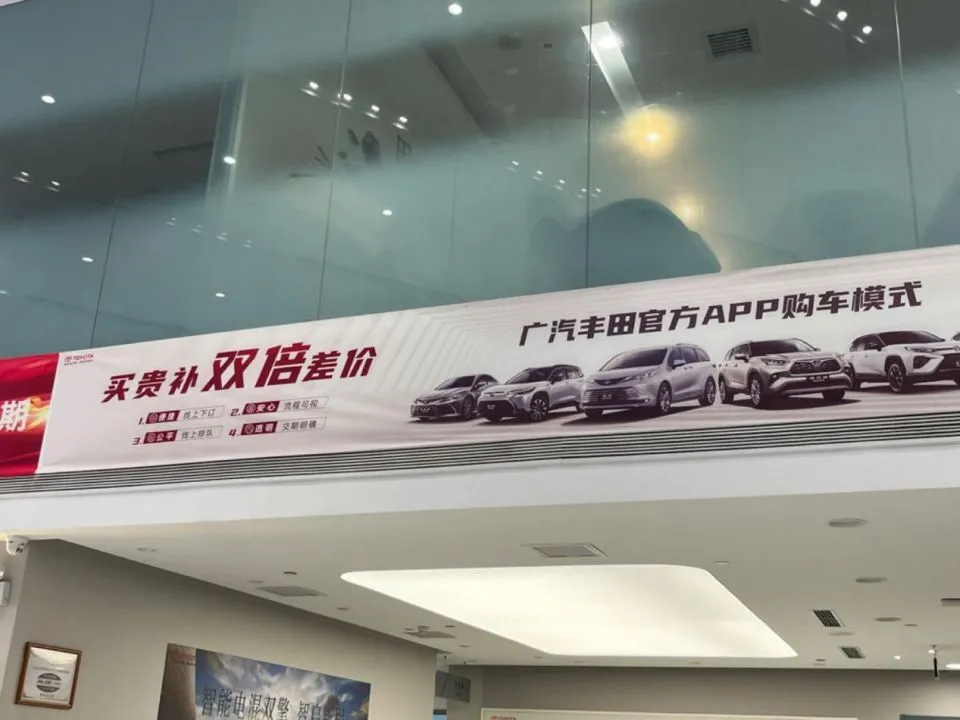 期
TOYOTA
买贵补双倍差价
1. 便捷 线上下订
2. 安心 流程可视
3. 公平 线上排队
4. 透明 交期明确
广汽丰田官方APP购车模式
智能电混双擎
TOYOTA